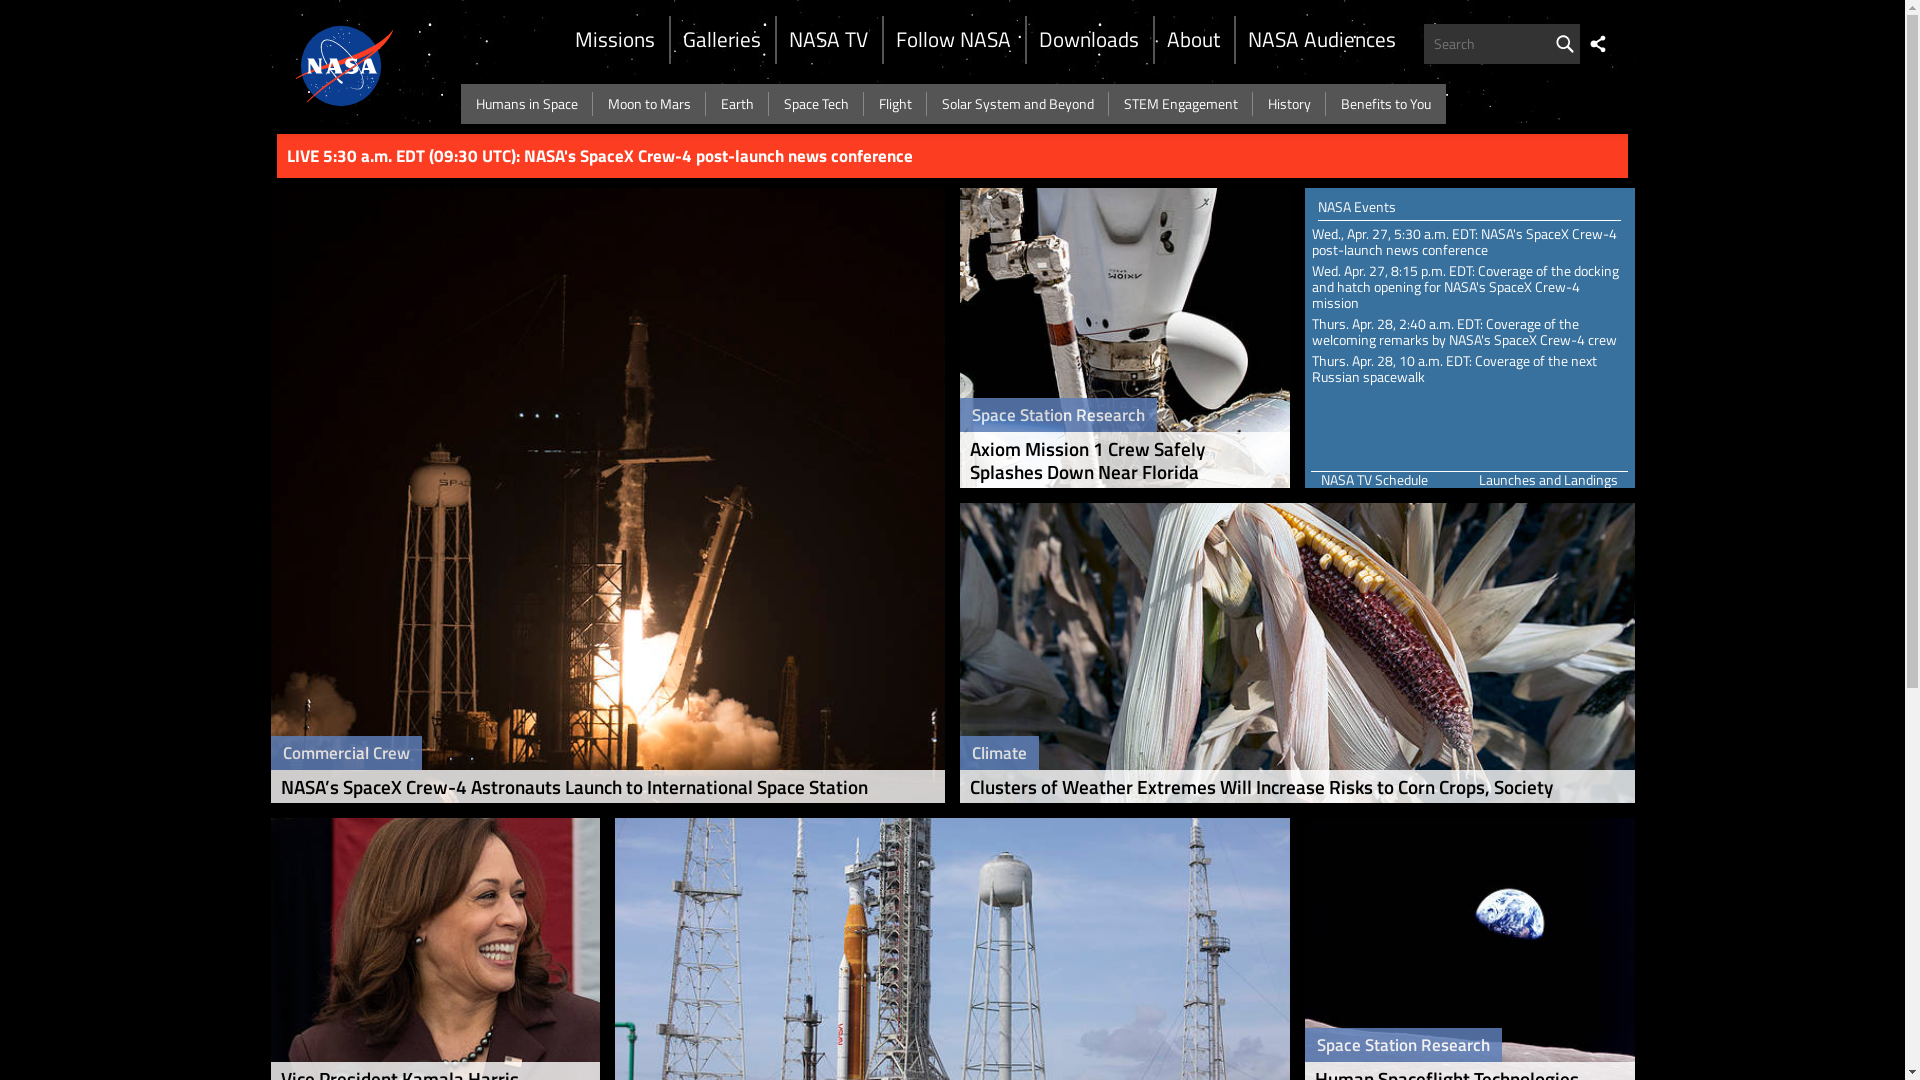 NASA
Missions
Galleries
NASA TV
Follow NASA
Downloads
About
NASA Audiences
Search
Humans in Space
Moon to Mars
Earth
Space Tech
Flight
Solar System and Beyond
STEM Engagement
History
Benefits to You
LIVE 5:30 a.m. EDT (09:30 UTC): NASA's SpaceX Crew-4 post-launch news conference
Commercial Crew
NASA’s SpaceX Crew-4 Astronauts Launch to International Space Station
AXIOM
Space Station Research
Axiom Mission 1 Crew Safely
Splashes Down Near Florida
NASA Events
Wed., Apr. 27, 5:30 a.m. EDT: NASA's SpaceX Crew-4
post-launch news conference
Wed. Apr. 27, 8:15 p.m. EDT: Coverage of the docking
and hatch opening for NASA's SpaceX Crew-4
mission
Thurs. Apr. 28, 2:40 a.m. EDT: Coverage of the
welcoming remarks by NASA's SpaceX Crew-4 crew
Thurs. Apr. 28, 10 a.m. EDT: Coverage of the next
Russian spacewalk
NASA TV Schedule
Launches and Landings
Climate
Clusters of Weather Extremes Will Increase Risks to Corn Crops, Society
Vice President Kamala Harris
Space Station Research
Human Spaceflight Technologies